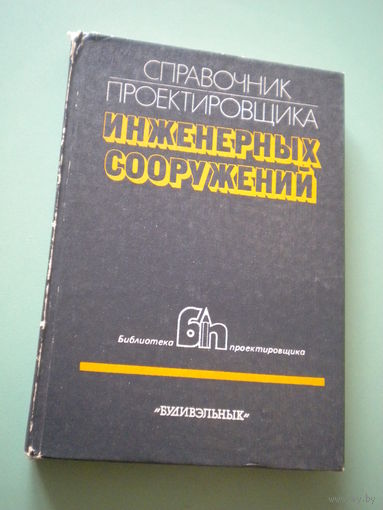 СПРАВОЧНИК
ПРОЕКТИРОВЩИКА
ИНЖЕНЕРНЫХ
СООРУЖЕНИЙ
бп
Библиотека проектировщика
"БУДИВЭЛЬНЫК"